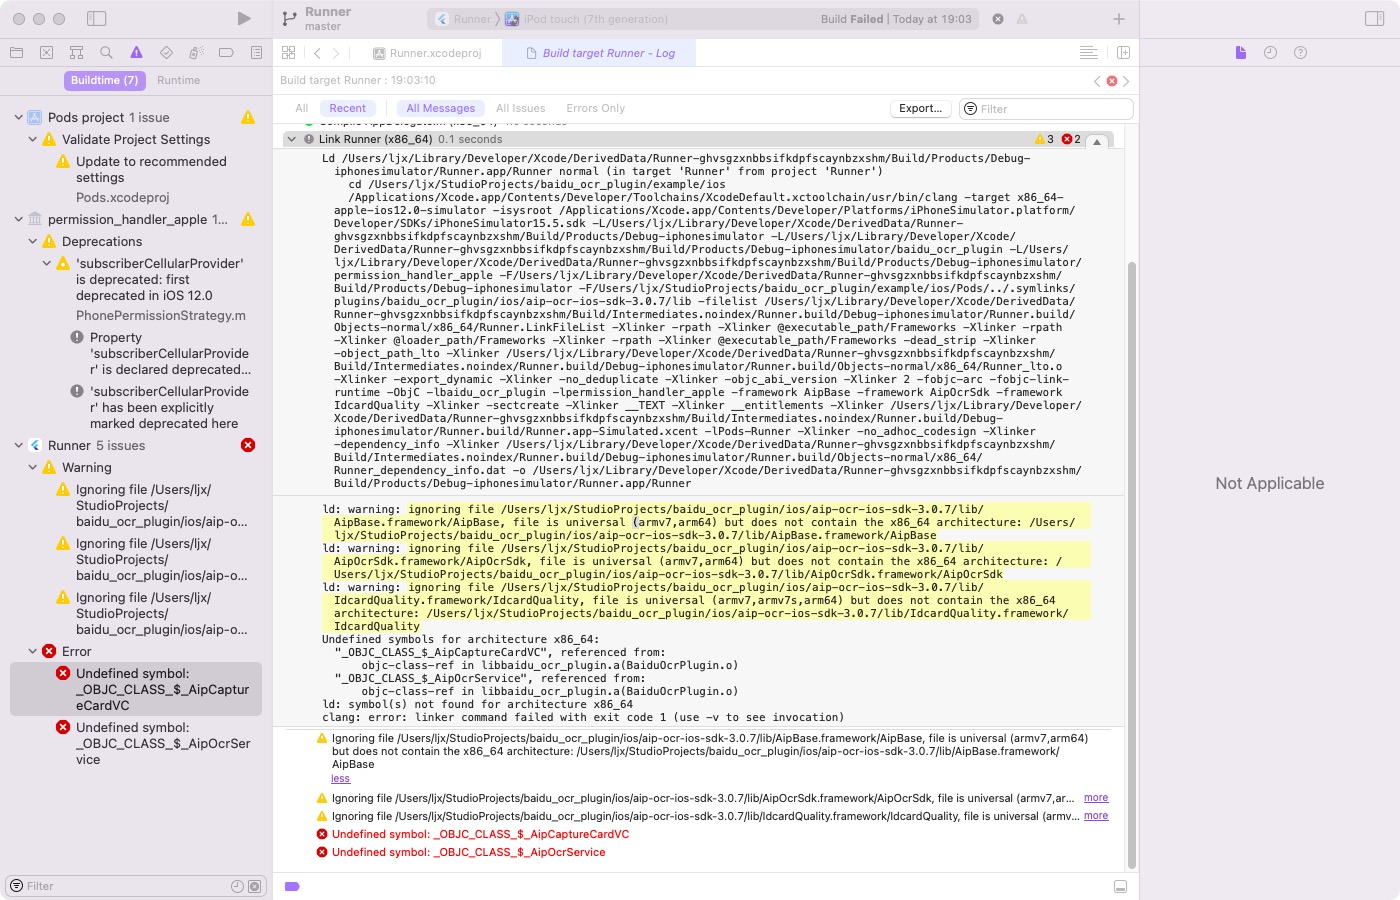 Runner
master
Runner
iPod touch (7th generation)
Build Failed | Today at 19:03
Runner.xcodeproj
Build target Runner - Log
Buildtime (7)
Runtime
Build target Runner : 19:03:10
All
Recent
All Messages
All Issues
Errors Only
Export...
Filter
Pods project 1 issue
Validate Project Settings
Update to recommended
settings
Pods.xcodeproj
permission_handler_apple 1...
Deprecations
'subscriberCellularProvider'
is deprecated: first
deprecated in iOS 12.0
PhonePermissionStrategy.m
Property
'subscriberCellularProvide
r' is declared deprecated...
'subscriberCellularProvide
r' has been explicitly
marked deprecated here
Runner 5 issues
Warning
Ignoring file /Users/ljx/
StudioProjects/
baidu_ocr_plugin/ios/aip-o...
Ignoring file /Users/ljx/
StudioProjects/
baidu_ocr_plugin/ios/aip-o...
Ignoring file /Users/ljx/
StudioProjects/
baidu_ocr_plugin/ios/aip-o...
Error
Undefined symbol:
_OBJC_CLASS_$_AipCaptur
eCardVC
Undefined symbol:
_OBJC_CLASS_$_AipOcrSer
vice
Filter
Link Runner (x86_64) 0.1 seconds
3
2
Ld /Users/ljx/Library/Developer/Xcode/DerivedData/Runner-ghvsgzxnbbsifkdpfscaynbzxshm/Build/Products/Debug-
iphonesimulator/Runner.app/Runner normal (in target 'Runner' from project 'Runner')
cd /Users/ljx/StudioProjects/baidu_ocr_plugin/example/ios
/Applications/Xcode.app/Contents/Developer/Toolchains/XcodeDefault.xctoolchain/usr/bin/clang -target x86_64-
apple-ios12.0-simulator -isysroot /Applications/Xcode.app/Contents/Developer/Platforms/iPhoneSimulator.platform/
Developer/SDKs/iPhoneSimulator15.5.sdk -L/Users/ljx/Library/Developer/Xcode/DerivedData/Runner-
ghvsgzxnbbsifkdpfscaynbzxshm/Build/Products/Debug-iphonesimulator -L/Users/ljx/Library/Developer/Xcode/
DerivedData/Runner-ghvsgzxnbbsifkdpfscaynbzxshm/Build/Products/Debug-iphonesimulator/baidu_ocr_plugin -L/Users/
ljx/Library/Developer/Xcode/DerivedData/Runner-ghvsgzxnbbsifkdpfscaynbzxshm/Build/Products/Debug-iphonesimulator/
permission_handler_apple -F/Users/ljx/Library/Developer/Xcode/DerivedData/Runner-ghvsgzxnbbsifkdpfscaynbzxshm/
Build/Products/Debug-iphonesimulator -F/Users/ljx/StudioProjects/baidu_ocr_plugin/example/ios/Pods/../.symlinks/
plugins/baidu_ocr_plugin/ios/aip-ocr-ios-sdk-3.0.7/lib -filelist /Users/ljx/Library/Developer/Xcode/DerivedData/
Runner-ghvsgzxnbbsifkdpfscaynbzxshm/Build/Intermediates.noindex/Runner.build/Debug-iphonesimulator/Runner.build/
Objects-normal/x86_64/Runner.LinkFileList -Xlinker -rpath -Xlinker @executable_path/Frameworks -Xlinker -rpath
-Xlinker @loader_path/Frameworks -Xlinker -rpath -Xlinker @executable_path/Frameworks -dead_strip -Xlinker
-object_path_lto -Xlinker /Users/ljx/Library/Developer/Xcode/DerivedData/Runner-ghvsgzxnbbsifkdpfscaynbzxshm/
Build/Intermediates.noindex/Runner.build/Debug-iphonesimulator/Runner.build/Objects-normal/x86_64/Runner_lto.o
-Xlinker -export_dynamic -Xlinker -no_deduplicate -Xlinker -objc_abi_version -Xlinker 2 -fobjc-arc -fobjc-link-
runtime -ObjC -lbaidu_ocr_plugin -lpermission_handler_apple -framework AipBase -framework AipOcrSdk -framework
IdcardQuality -Xlinker -sectcreate -Xlinker __TEXT -Xlinker __entitlements -Xlinker /Users/ljx/Library/Developer/
Xcode/DerivedData/Runner-ghvsgzxnbbsifkdpfscaynbzxshm/Build/Intermediates.noindex/Runner.build/Debug-
iphonesimulator/Runner.build/Runner.app-Simulated.xcent -lPods-Runner -Xlinker -no_adhoc_codesign -Xlinker
-dependency_info -Xlinker /Users/ljx/Library/Developer/Xcode/DerivedData/Runner-ghvsgzxnbbsifkdpfscaynbzxshm/
Build/Intermediates.noindex/Runner.build/Debug-iphonesimulator/Runner.build/Objects-normal/x86_64/
Runner_dependency_info.dat -o /Users/ljx/Library/Developer/Xcode/DerivedData/Runner-ghvsgzxnbbsifkdpfscaynbzxshm/
Build/Products/Debug-iphonesimulator/Runner.app/Runner
ld: warning: ignoring file /Users/ljx/StudioProjects/baidu_ocr_plugin/ios/aip-ocr-ios-sdk-3.0.7/lib/
AipBase.framework/AipBase, file is universal (armv7,arm64) but does not contain the x86_64 architecture: /Users/
ljx/StudioProjects/baidu_ocr_plugin/ios/aip-ocr-ios-sdk-3.0.7/lib/AipBase.framework/AipBase
ld: warning: ignoring file /Users/ljx/StudioProjects/baidu_ocr_plugin/ios/aip-ocr-ios-sdk-3.0.7/lib/
AipOcrSdk.framework/AipOcrSdk, file is universal (armv7,arm64) but does not contain the x86_64 architecture: /
Users/ljx/StudioProjects/baidu_ocr_plugin/ios/aip-ocr-ios-sdk-3.0.7/lib/AipOcrSdk.framework/AipOcrSdk
ld: warning: ignoring file /Users/ljx/StudioProjects/baidu_ocr_plugin/ios/aip-ocr-ios-sdk-3.0.7/lib/
IdcardQuality.framework/IdcardQuality, file is universal (armv7,armv7s,arm64) but does not contain the x86_64
architecture: /Users/ljx/StudioProjects/baidu_ocr_plugin/ios/aip-ocr-ios-sdk-3.0.7/lib/IdcardQuality.framework/
IdcardQuality
Undefined symbols for architecture x86_64:
"_OBJC_CLASS_$_AipCaptureCardVC", referenced from:
objc-class-ref in libbaidu_ocr_plugin.a(BaiduOcrPlugin.o)
"_OBJC_CLASS_$_AipOcrService", referenced from:
objc-class-ref in libbaidu_ocr_plugin.a(BaiduOcrPlugin.o)
ld: symbol(s) not found for architecture x86_64
clang: error: linker command failed with exit code 1 (use -v to see invocation)
Ignoring file /Users/ljx/StudioProjects/baidu_ocr_plugin/ios/aip-ocr-ios-sdk-3.0.7/lib/AipBase.framework/AipBase, file is universal (armv7,arm64)
but does not contain the x86_64 architecture: /Users/ljx/StudioProjects/baidu_ocr_plugin/ios/aip-ocr-ios-sdk-3.0.7/lib/AipBase.framework/
AipBase
less
Ignoring file /Users/ljx/StudioProjects/baidu_ocr_plugin/ios/aip-ocr-ios-sdk-3.0.7/lib/AipOcrSdk.framework/AipOcrSdk, file is universal (armv7,ar... more
Ignoring file /Users/ljx/StudioProjects/baidu_ocr_plugin/ios/aip-ocr-ios-sdk-3.0.7/lib/IdcardQuality.framework/IdcardQuality, file is universal (armv... more
Undefined symbol: _OBJC_CLASS_$_AipCaptureCardVC
Undefined symbol: _OBJC_CLASS_$_AipOcrService
Not Applicable